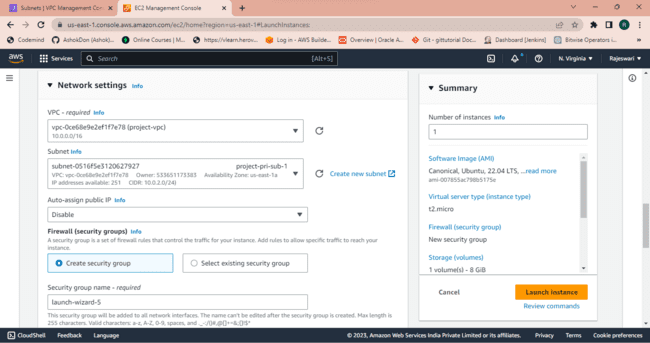 Subnets | VPC Management Cons
EC2 Management Console
us-east-1.console.aws.amazon.com/ec2/home?region=us-east-1#LaunchInstances:
Codemind
AshokDon (Ashok)...
Online Courses | M...
https://vlearn.herov...
Log in - AWS Builde...
Overview | Oracle A...
Git - gittutorial Doc...
Dashboard [Jenkins]
Bitwise Operators i...
aws
Services
Search
[Alt+S]
N. Virginia
Rajeswari
Network settings Info
VPC - required Info
vpc-0ce68e9e2ef1f7e78 (project-vpc)
10.0.0.0/16
Subnet Info
subnet-0516f5e3120627927 project-pri-sub-1
VPC: vpc-0ce68e9e2ef1f7e78 Owner: 533651173383 Availability Zone: us-east-1a
IP addresses available: 251 CIDR: 10.0.2.0/24)
Create new subnet
Auto-assign public IP Info
Disable
Firewall (security groups) Info
A security group is a set of firewall rules that control the traffic for your instance. Add rules to allow specific traffic to reach your
instance.
Create security group
Select existing security group
Security group name - required
launch-wizard-5
This security group will be added to all network interfaces. The name can't be edited after the security group is created. Max length is
255 characters. Valid characters: a-z, A-Z, 0-9, spaces, and
Summary
Number of instances Info
1
Software Image (AMI)
Canonical, Ubuntu, 22.04 LTS, ...read more
ami-007855ac798b5175e
Virtual server type (instance type)
t2.micro
Firewall (security group)
New security group
Storage (volumes)
1 volume(s) - 8 GiB
Cancel
Launch instance
Review commands
CloudShell
Feedback
Language
© 2023, Amazon Web Services India Private Limited or its affiliates.
Privacy
Terms
Cookie preferences